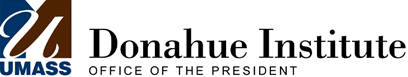 UMASS
Donahue Institute
OFFICE OF THE PRESIDENT